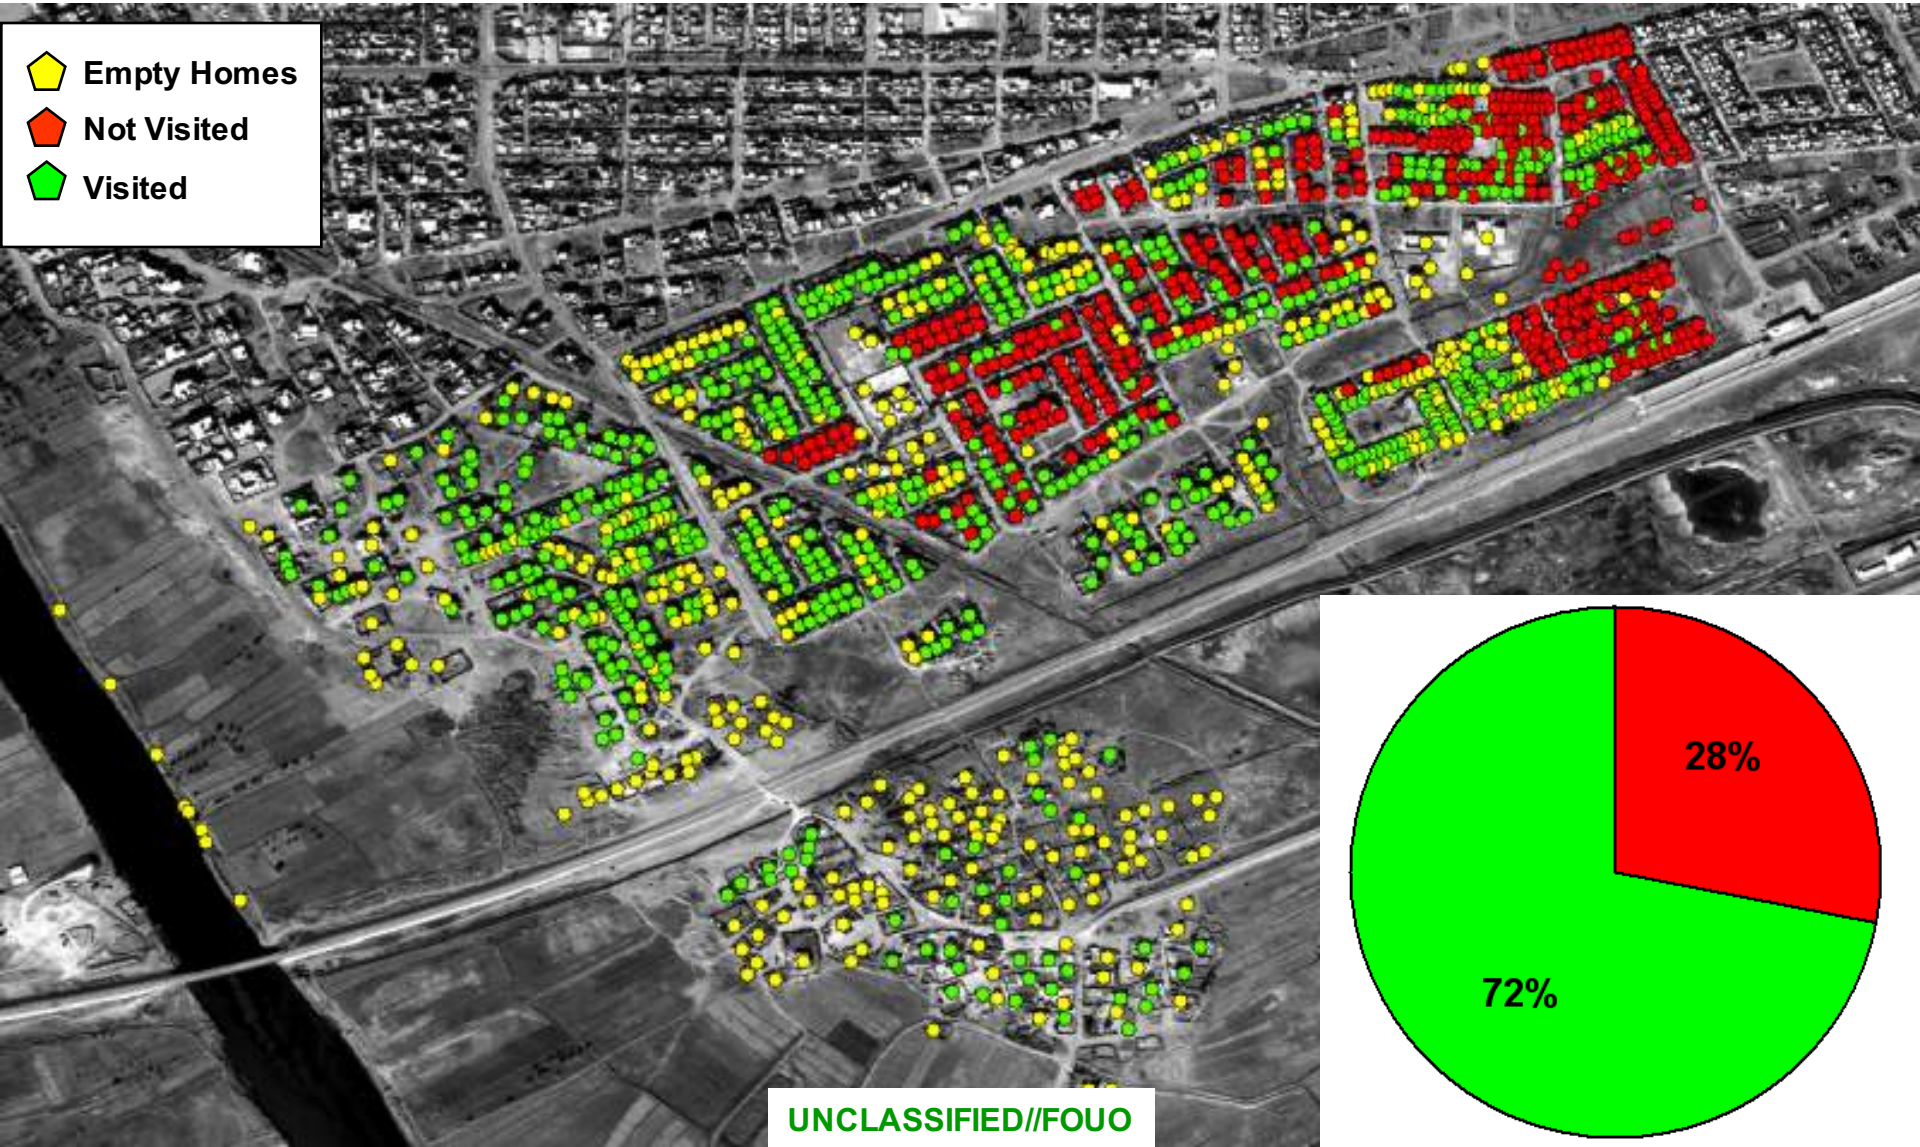 Empty Homes
Not Visited
Visited
28%
72%
UNCLASSIFIED//FOUO